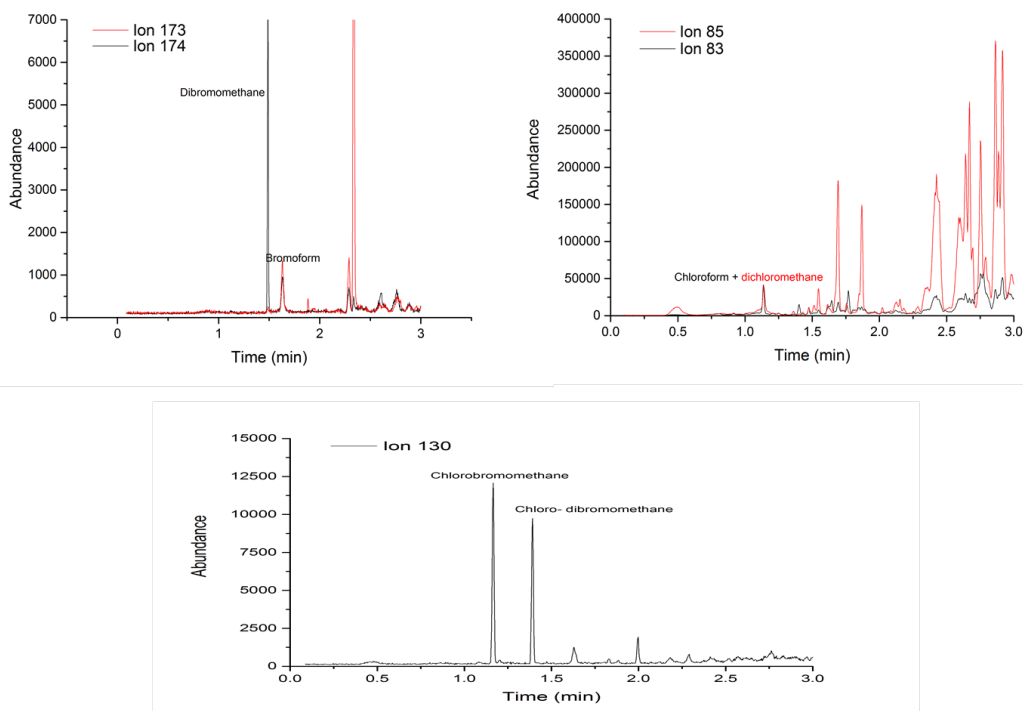 Ion 173
Ion 174
7000
6000
5000
4000
3000
2000
1000
0
Abundance
Dibromomethane
Bromoform
0
1
2
3
Time (min)
Ion 85
Ion 83
400000
350000
300000
250000
200000
150000
100000
50000
0
Abundance
Chloroform + dichloromethane
0.0
0.5
1.0
1.5
2.0
2.5
3.0
Time (min)
Ion 130
15000
12500
10000
7500
5000
2500
0
Abundance
Chlorobromomethane
Chloro- dibromomethane
0.0
0.5
1.0
1.5
2.0
2.5
3.0
Time (min)